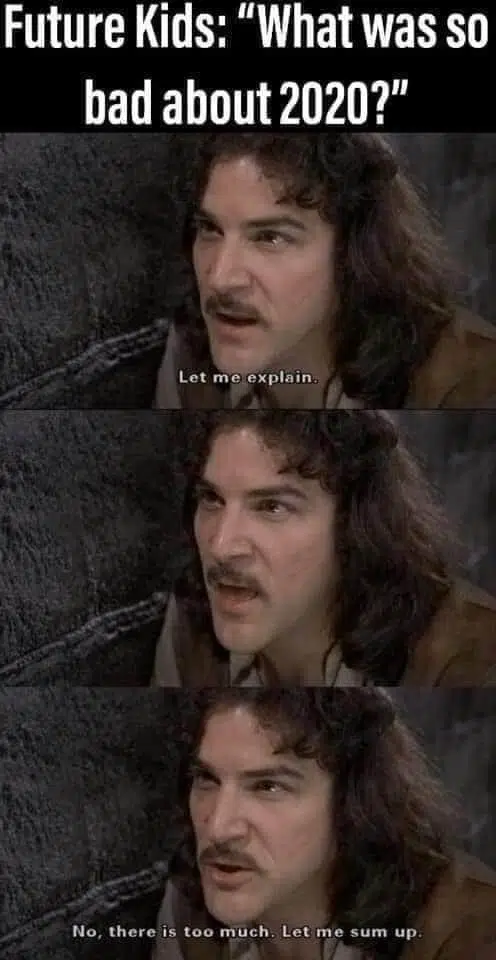 Future Kids: “What was so
bad about 2020?”
Let me explain.
No, there is too much. Let me sum up.